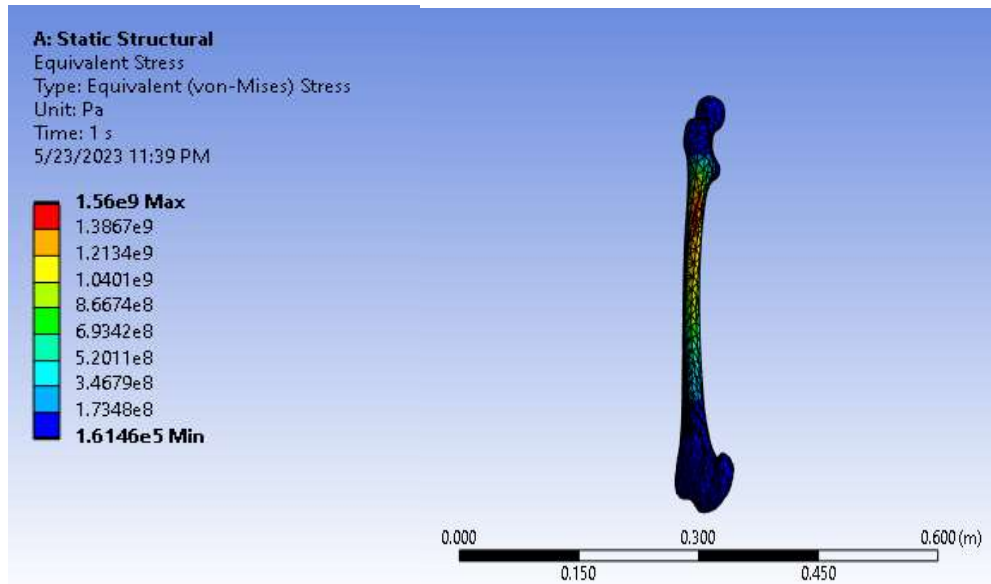 A: Static Structural
Equivalent Stress
Type: Equivalent (von-Mises) Stress
Unit: Pa
Time: 1 s
5/23/2023 11:39 PM
1.56e9 Max
1.3867e9
1.2134e9
1.0401e9
8.6674e8
6.9342e8
5.2011e8
3.4679e8
1.7348e8
1.6146e5 Min
0.000 0.300 0.600 (m)
0.150 0.450